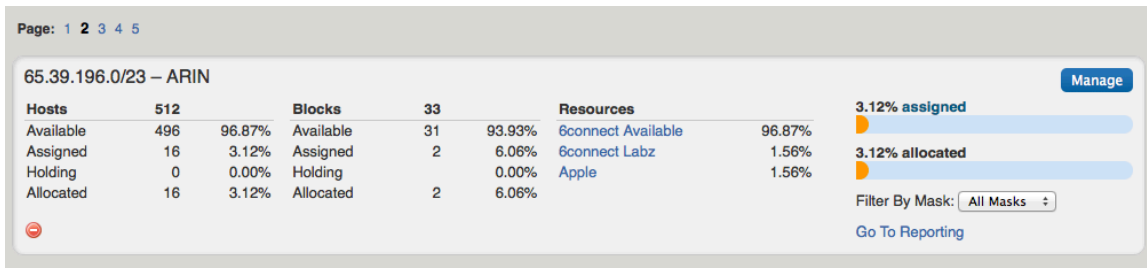 Page: 1 2 3 4 5
65.39.196.0/23 – ARIN
Manage
Hosts 512 Blocks 33 Resources 3.12% assigned
Available 496 96.87% Available 31 93.93% 6connect Available 96.87%
Assigned 16 3.12% Assigned 2 6.06% 6connect Labz 1.56% 3.12% allocated
Holding 0 0.00% Holding 0.00% Apple 1.56%
Allocated 16 3.12% Allocated 2 6.06% Filter By Mask: All Masks
Go To Reporting